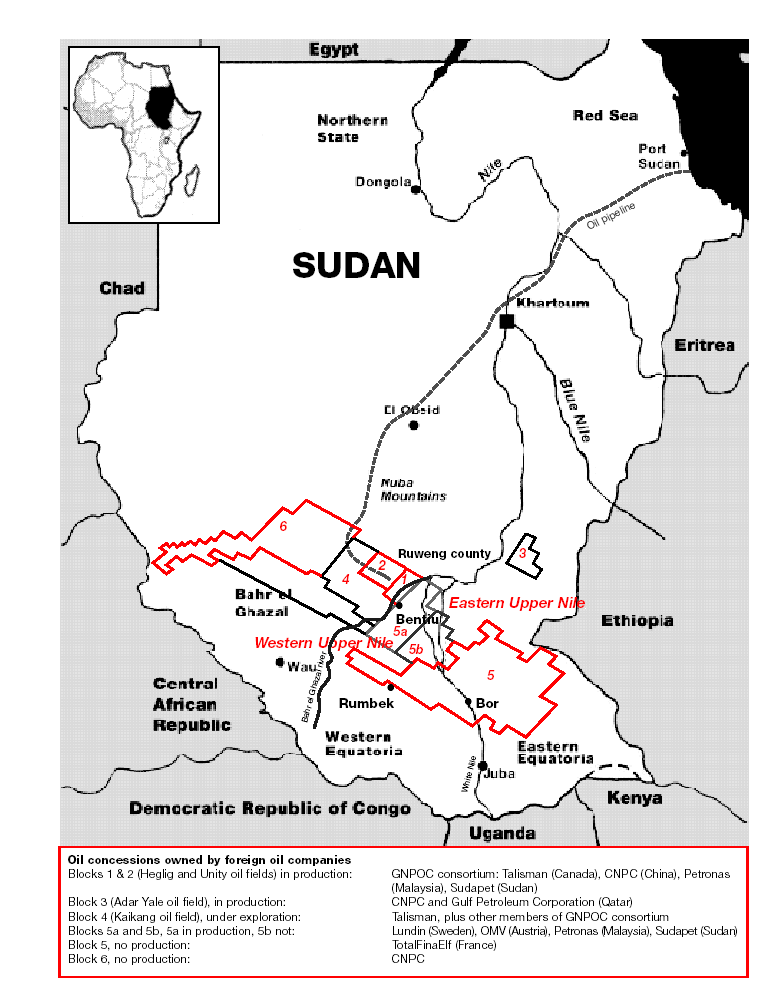 Egypt
Northern
State
Red Sea
Port
Sudan
Dongola
Nile
Oil pipeline
SUDAN
Chad
Khartoum
Eritrea
El Obeid
Blue Nile
Nuba
Mountains
6
Ruweng county
3
2
1
4
Bahr el
Ghazal
Eastern Upper Nile
Bentiu
Ethiopia
5a
Western Upper Nile
5b
Wau
Bahr el Ghazal river
5
Central
African
Republic
Rumbek
Bor
Western
Equatoria
Eastern
Equatoria
White Nile
Juba
Kenya
Democratic Republic of Congo
Uganda
Oil concessions owned by foreign oil companies
Blocks 1 & 2 (Heglig and Unity oil fields) in production: GNPOC consortium: Talisman (Canada), CNPC (China), Petronas
(Malaysia), Sudapet (Sudan)
Block 3 (Adar Yale oil field), in production: CNPC and Gulf Petroleum Corporation (Qatar)
Block 4 (Kaikang oil field), under exploration: Talisman, plus other members of GNPOC consortium
Blocks 5a and 5b, 5a in production, 5b not: Lundin (Sweden), OMV (Austria), Petronas (Malaysia), Sudapet (Sudan)
Block 5, no production: TotalFinaElf (France)
Block 6, no production: CNPC